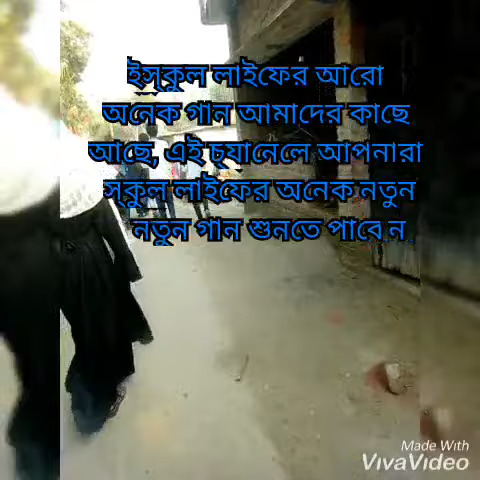 ইস্কুল লাইফের আরো
অনেক গান আমাদের কাছে
আছে, এই চ্যানেলে আপনারা
স্কুল লাইফের অনেক নতুন
নতুন গান শুনতে পাবেন
Made With
VivaVideo